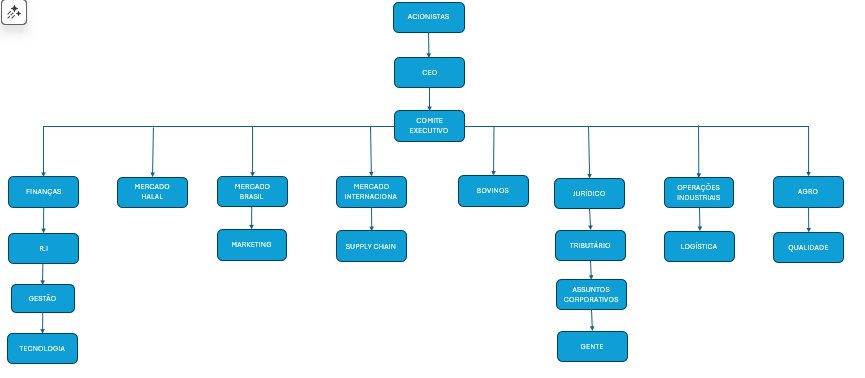 ACIONISTAS
CEO
COMITE
EXECUTIVO
FINANÇAS
MERCADO
HALAL
MERCADO
BRASIL
MERCADO
INTERNACIONA
BOVINOS
JURÍDICO
OPERAÇÕES
INDUSTRIAIS
AGRO
R.I
MARKETING
SUPPLY CHAIN
TRIBUTÁRIO
LOGÍSTICA
QUALIDADE
GESTÃO
ASSUNTOS
CORPORATIVOS
TECNOLOGIA
GENTE